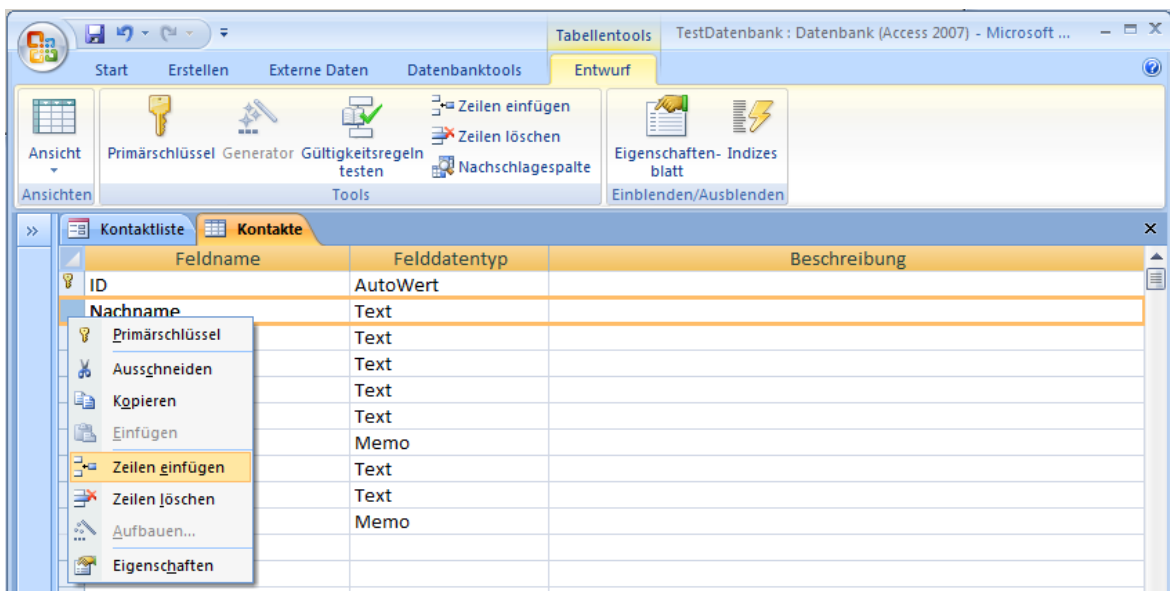 Tabellentools TestDatenbank : Datenbank (Access 2007) - Microsoft ...
Start Erstellen Externe Daten Datenbanktools Entwurf
Ansicht
Primärschlüssel Generator Gültigkeitsregeln testen
Zeilen einfügen
Zeilen löschen
Nachschlagespalte
Eigenschaften-
blatt
Indizes
Ansichten Tools Einblenden/Ausblenden
Kontaktliste Kontakte
Feldname Felddatentyp Beschreibung
ID AutoWert
Nachname Text
Text
Text
Text
Text
Memo
Text
Text
Memo
Primärschlüssel
Ausschneiden
Kopieren
Einfügen
Zeilen einfügen
Zeilen löschen
Aufbauen...
Eigenschaften